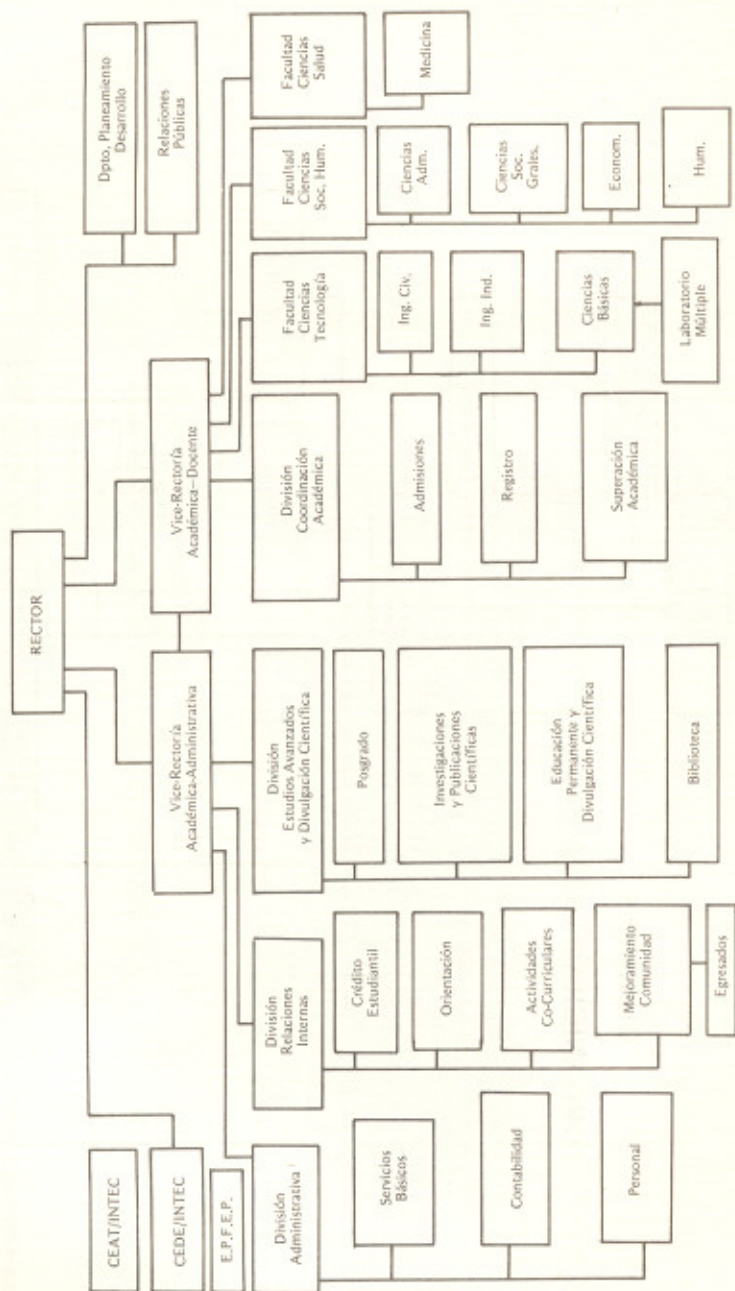 RECTOR
CEAT/INTEC
CEDE/INTEC
E.P.F.E.P.
Dpto. Planeamiento
Desarrollo
Relaciones
Públicas
Vice-Rectoría
Académica-Administrativa
Vice-Rectoría
Académica-Docente
División
Administrativa
Servicios
Básicos
Contabilidad
Personal
División
Relaciones
Internas
Crédito
Estudiantil
Orientación
Actividades
Co-Curriculares
Mejoramiento
Comunidad
Egresados
División
Estudios Avanzados
y Divulgación Científica
Posgrado
Investigaciones
y Publicaciones
Científicas
Educación
Permanente y
Divulgación Científica
Biblioteca
División
Coordinación
Académica
Admisiones
Registro
Superación
Académica
Facultad
Ciencias
Tecnología
Ing. Civ.
Ing. Ind.
Ciencias
Básicas
Laboratorio
Múltiple
Facultad
Ciencias
Soc. Hum.
Ciencias
Adm.
Ciencias
Soc.
Grales.
Econom.
Hum.
Facultad
Ciencias
Salud
Medicina